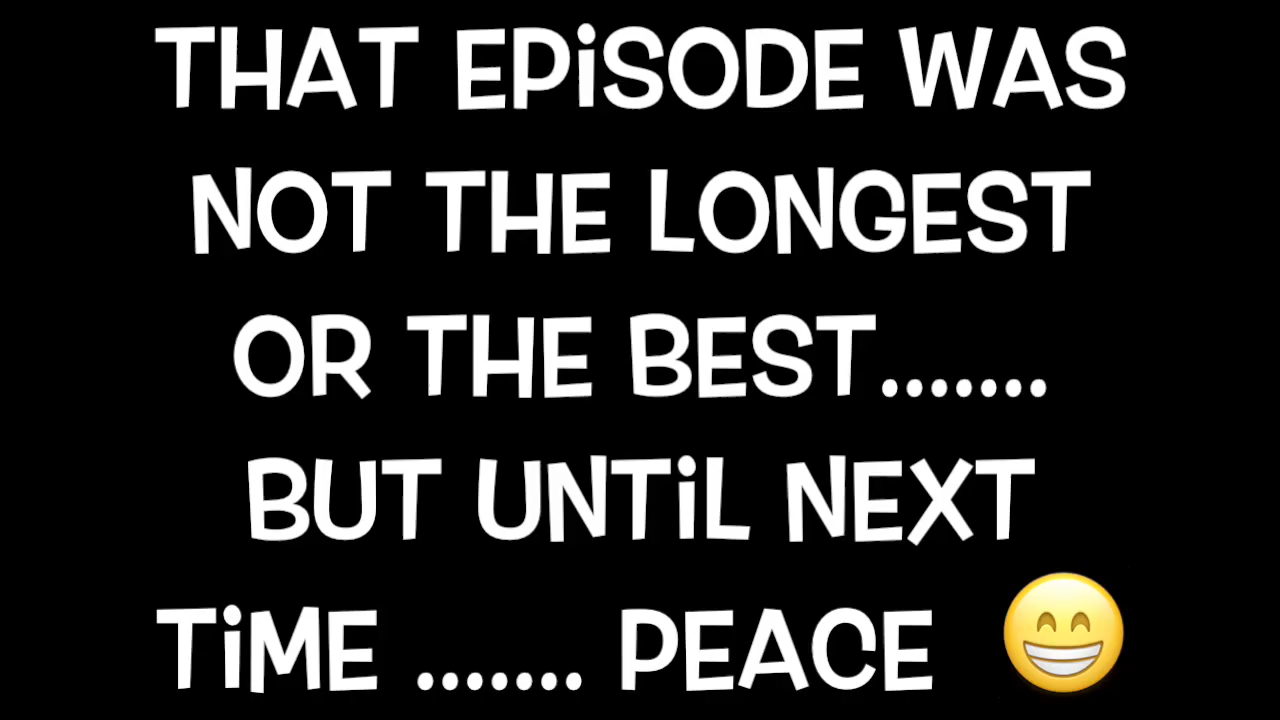 THAT EPiSODE WAS
NOT THE LONGEST
OR THE BEST.......
BUT UNTiL NEXT
TiME ....... PEACE 😁